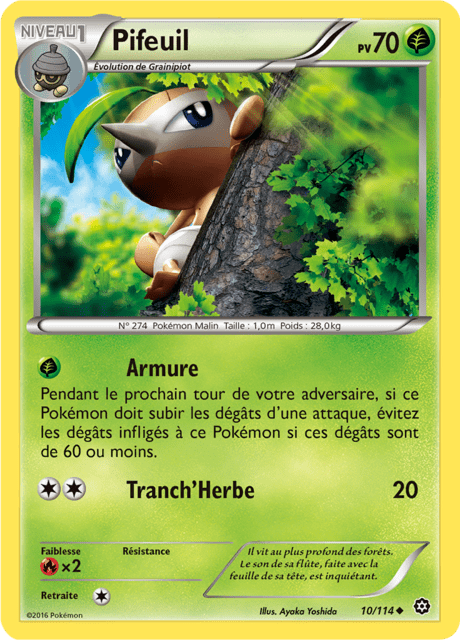 NIVEAU1
Pifeuil
PV70
Évolution de Grainipiot
N° 274 Pokémon Malin Taille : 1,0m Poids : 28,0kg
Armure
Pendant le prochain tour de votre adversaire, si ce
Pokémon doit subir les dégâts d'une attaque, évitez
les dégâts infligés à ce Pokémon si ces dégâts sont
de 60 ou moins.
Tranch'Herbe 20
Faiblesse Résistance
×2
Retraite
Il vit au plus profond des forêts.
Le son de sa flûte, faite avec la
feuille de sa tête, est inquiétant.
©2016 Pokémon
Illus. Ayaka Yoshida
10/114